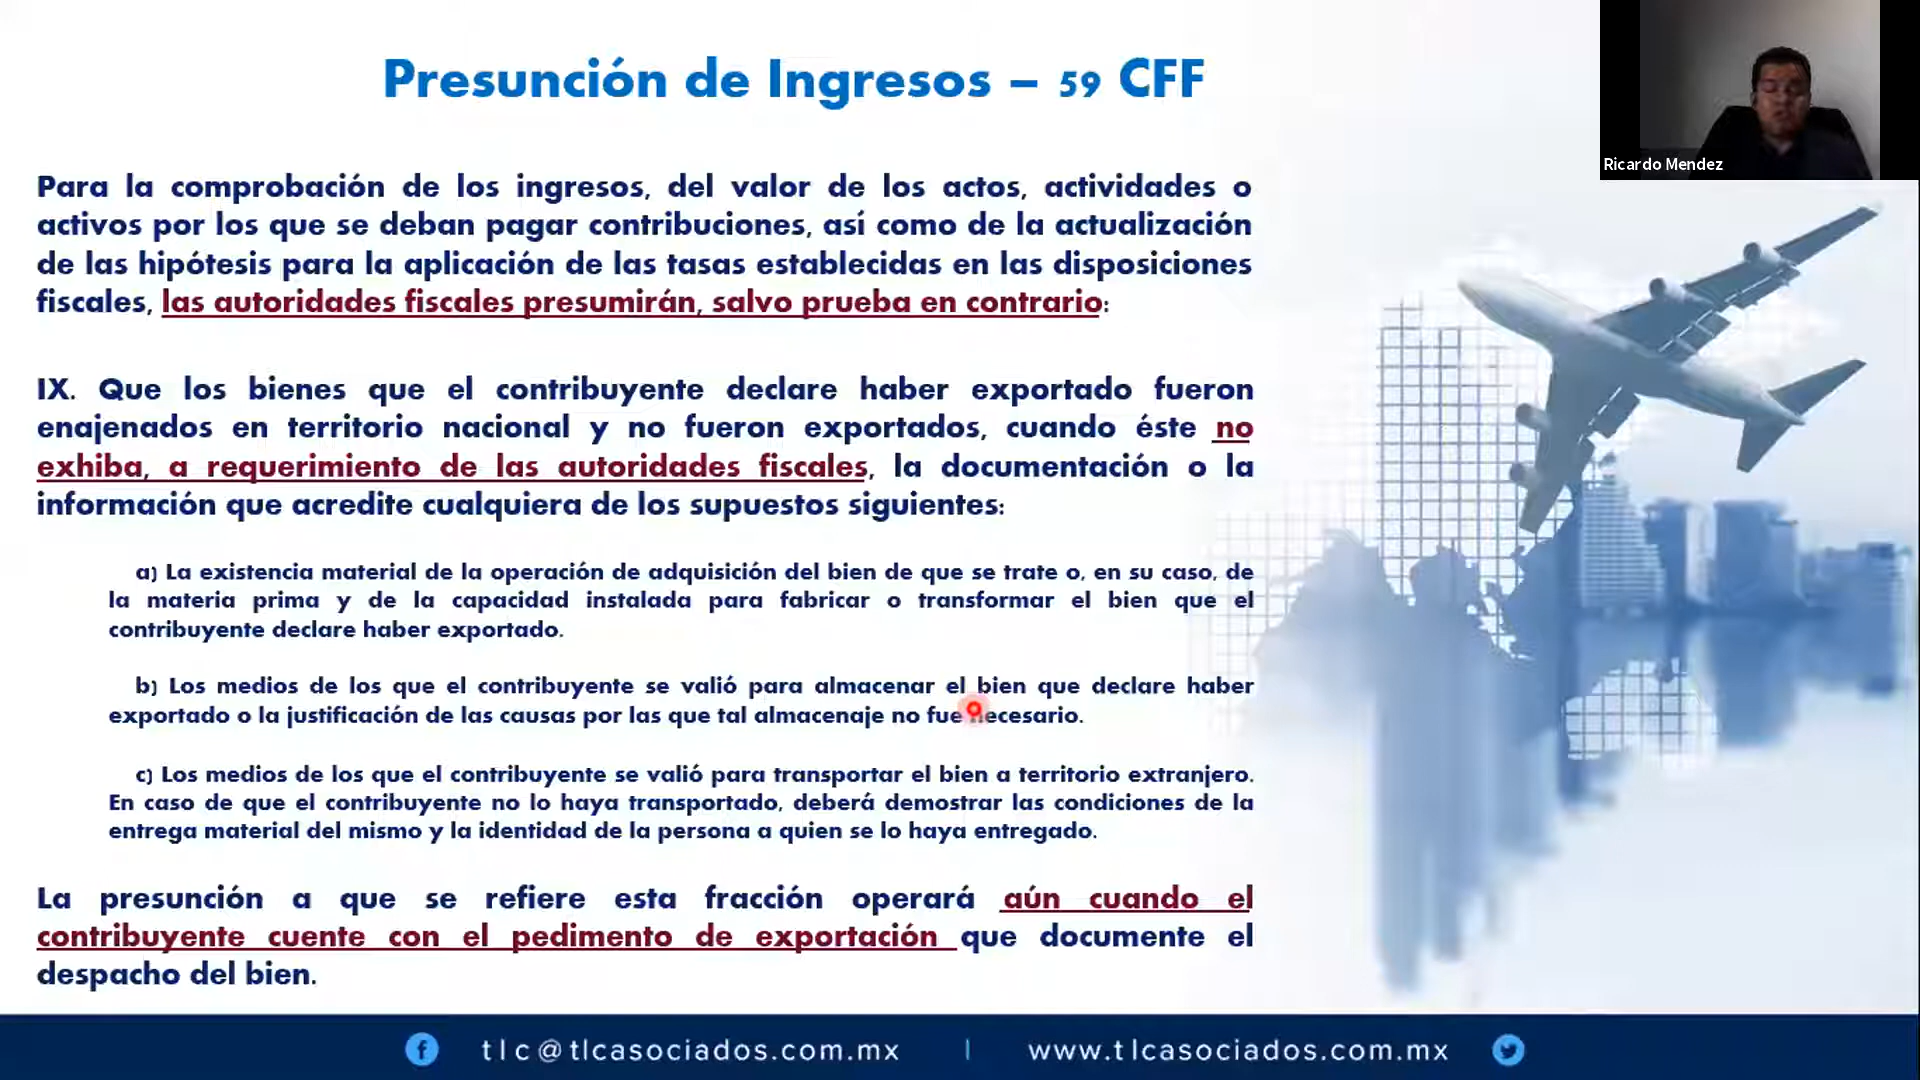 Presunción de Ingresos – 59 CFF
Ricardo Mendez
Para la comprobación de los ingresos, del valor de los actos, actividades o
activos por los que se deban pagar contribuciones, así como de la actualización
de las hipótesis para la aplicación de las tasas establecidas en las disposiciones
fiscales, las autoridades fiscales presumirán, salvo prueba en contrario:
IX. Que los bienes que el contribuyente declare haber exportado fueron
enajenados en territorio nacional y no fueron exportados, cuando éste no
exhiba, a requerimiento de las autoridades fiscales, la documentación o la
información que acredite cualquiera de los supuestos siguientes:
a) La existencia material de la operación de adquisición del bien de que se trate o, en su caso, de
la materia prima y de la capacidad instalada para fabricar o transformar el bien que el
contribuyente declare haber exportado.
b) Los medios de los que el contribuyente se valió para almacenar el bien que declare haber
exportado o la justificación de las causas por las que tal almacenaje no fue necesario.
c) Los medios de los que el contribuyente se valió para transportar el bien a territorio extranjero.
En caso de que el contribuyente no lo haya transportado, deberá demostrar las condiciones de la
entrega material del mismo y la identidad de la persona a quien se lo haya entregado.
La presunción a que se refiere esta fracción operará aún cuando el
contribuyente cuente con el pedimento de exportación que documente el
despacho del bien.
tlc@tlcasociados.com.mx | www.tlcasociados.com.mx